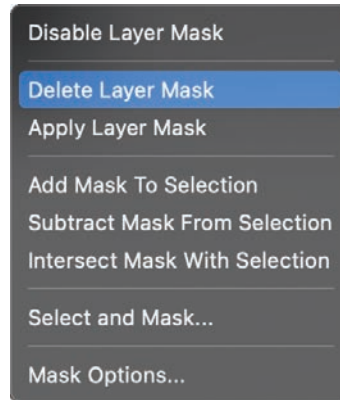 Disable Layer Mask
Delete Layer Mask
Apply Layer Mask
Add Mask To Selection
Subtract Mask From Selection
Intersect Mask With Selection
Select and Mask...
Mask Options...